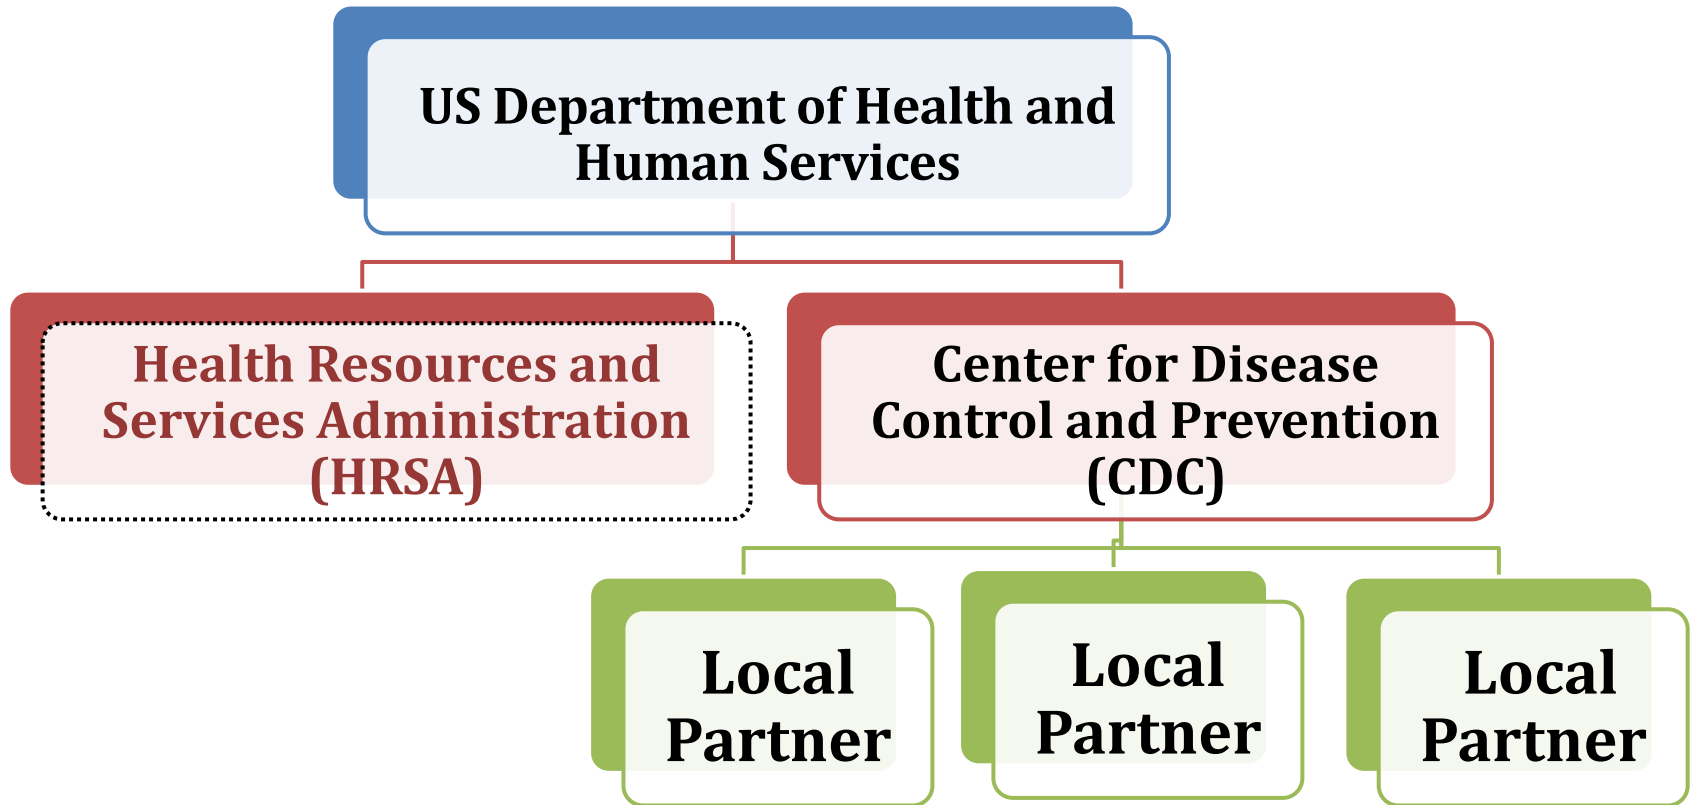 US Department of Health and
Human Services
Health Resources and
Services Administration
(HRSA)
Center for Disease
Control and Prevention
(CDC)
Local
Partner
Local
Partner
Local
Partner